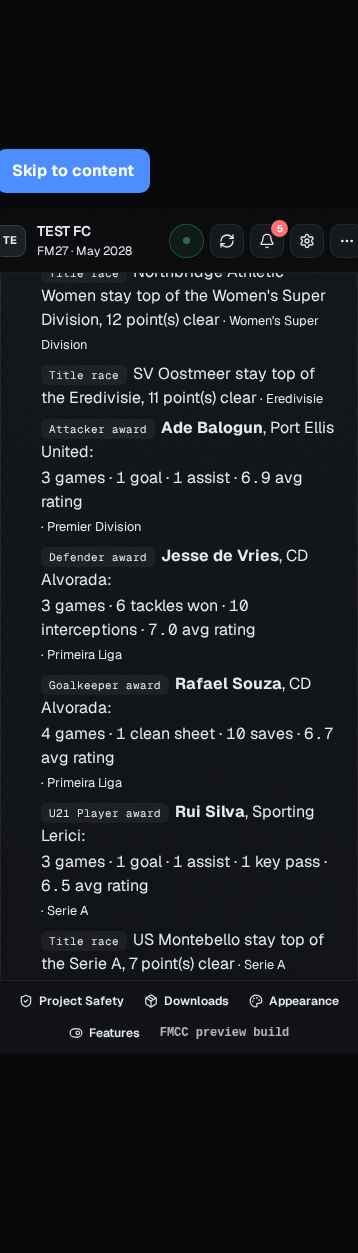 Skip to content
TE
TEST FC
FM27 · May 2028
5
Title race Northbridge Athletic
Women stay top of the Women's Super
Division, 12 point(s) clear · Women's Super
Division
Title race SV Oostmeer stay top of
the Eredivisie, 11 point(s) clear · Eredivisie
Attacker award Ade Balogun, Port Ellis
United:
3 games · 1 goal · 1 assist · 6.9 avg
rating
· Premier Division
Defender award Jesse de Vries, CD
Alvorada:
3 games · 6 tackles won · 10
interceptions · 7.0 avg rating
· Primeira Liga
Goalkeeper award Rafael Souza, CD
Alvorada:
4 games · 1 clean sheet · 10 saves · 6.7
avg rating
· Primeira Liga
U21 Player award Rui Silva, Sporting
Lerici:
3 games · 1 goal · 1 assist · 1 key pass ·
6.5 avg rating
· Serie A
Title race US Montebello stay top of
the Serie A, 7 point(s) clear · Serie A
Project Safety
Downloads
Appearance
Features
FMCC preview build